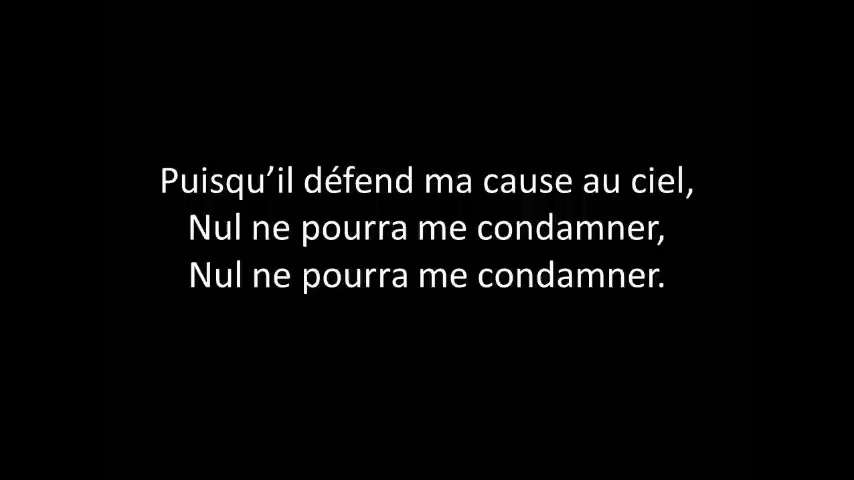 Puisqu’il défend ma cause au ciel,
Nul ne pourra me condamner,
Nul ne pourra me condamner.